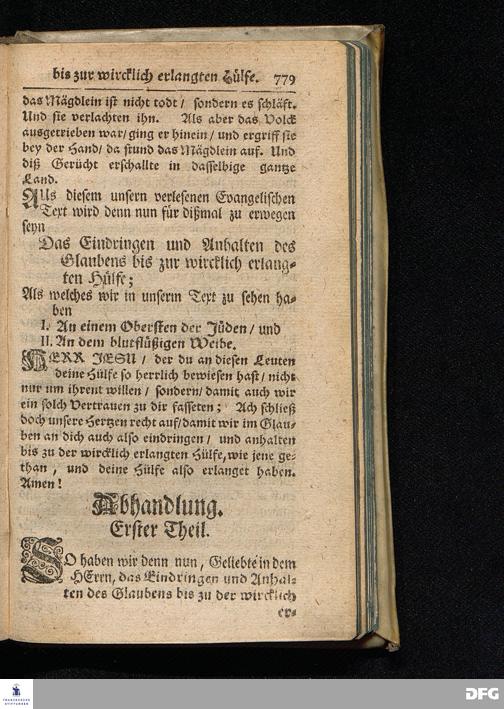 bis zur wircklich erlangten Hülfe. 779
das Mägdlein ist nicht todt / sondern es schläft.
Und sie verlachten ihn. Als aber das Volck
ausgetrieben war / ging er hinein / und ergriff sie
bey der Hand / da stund das Mägdlein auf. Und
diß Gerücht erschallte in dasselbige gantze
Land.
AUs diesem unsern verlesenen Evangelischen
Text wird denn nun für dißmal zu erwegen
seyn
Das Eindringen und Anhalten des
Glaubens bis zur wircklich erlang-
ten Hülfe;
Als welches wir in unserm Text zu sehen ha-
ben
I. An einem Obersten der Jüden / und
II. An dem blutflüßigen Weibe.
HERR JESU / der du an diesen Leuten
deine Hülfe so herrlich bewiesen hast / nicht
nur um ihrent willen / sondern / damit auch wir
ein solch Vertrauen zu dir fasseten; Ach schließ
doch unsere Hertzen recht auf / damit wir im Glau-
ben an dich auch also eindringen / und anhalten
bis zu der wircklich erlangten Hülfe, wie jene ge-
than, und deine Hülfe also erlanget haben.
Amen!
Abhandlung.
Erster Theil.
SO haben wir denn nun, Geliebte in dem
HErrn, das Eindringen und Anhal-
ten des Glaubens bis zu der wircklich
er-
FRANCKESCHE
STIFTUNGEN
DFG